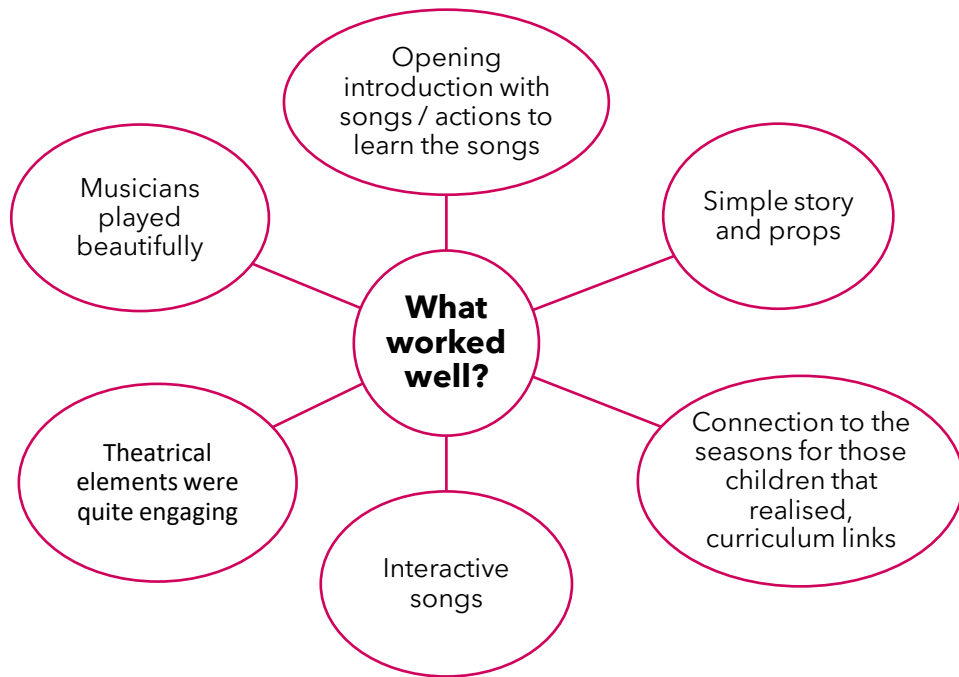 Opening
introduction with
songs / actions to
learn the songs
Musicians
played
beautifully
Simple story
and props
What
worked
well?
Theatrical
elements were
quite engaging
Connection to the
seasons for those
children that
realised,
curriculum links
Interactive
songs